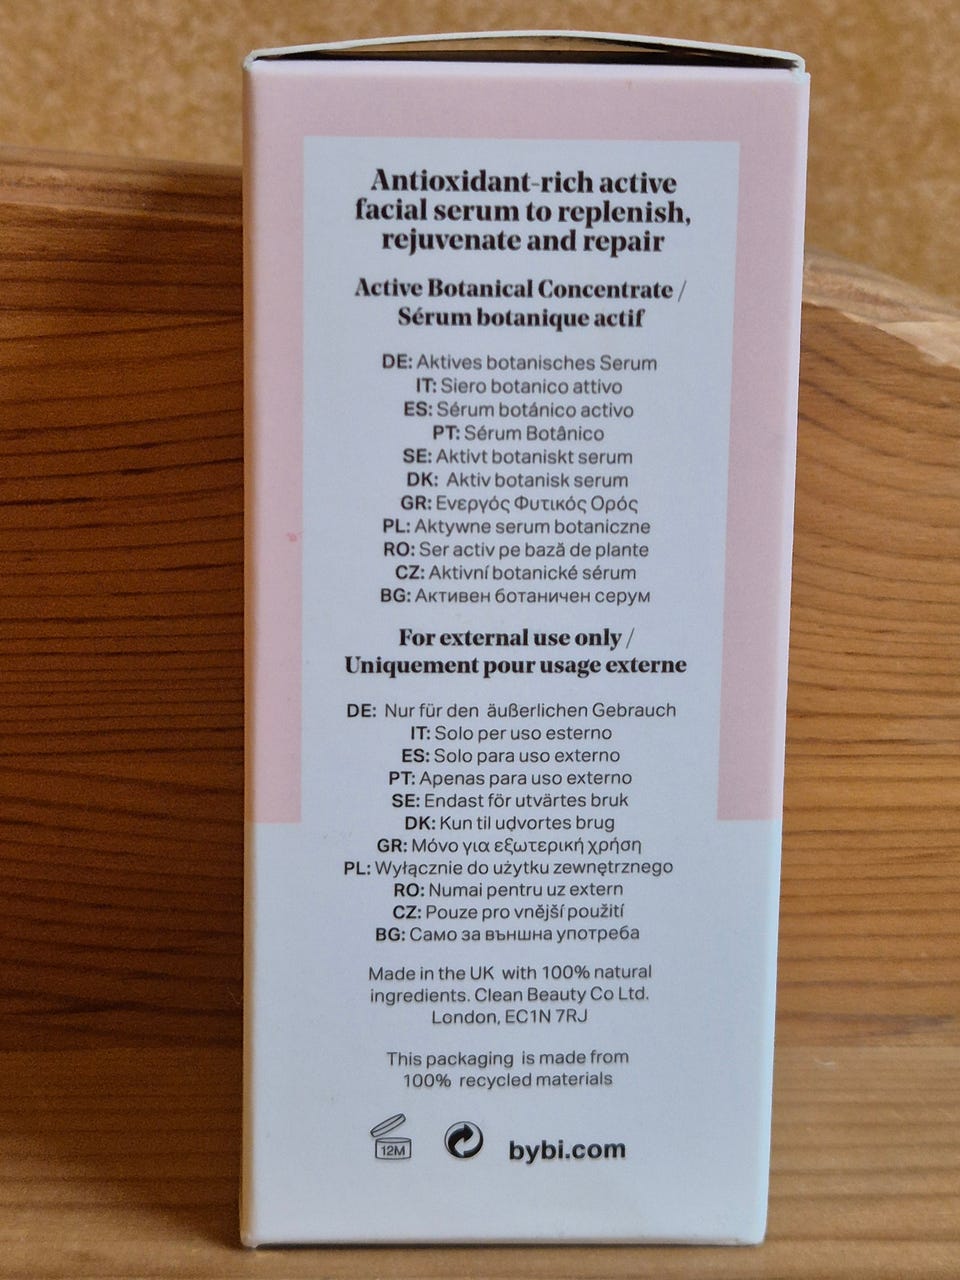 Antioxidant-rich active
facial serum to replenish,
rejuvenate and repair
Active Botanical Concentrate /
Sérum botanique actif
DE: Aktives botanisches Serum
IT: Siero botanico attivo
ES: Sérum botánico activo
PT: Sérum Botânico
SE: Aktivt botaniskt serum
DK: Aktiv botanisk serum
GR: Ενεργός Φυτικός Ορός
PL: Aktywne serum botaniczne
RO: Ser activ pe bază de plante
CZ: Aktivní botanické sérum
BG: Активен ботаничен серум
For external use only /
Uniquement pour usage externe
DE: Nur für den äußerlichen Gebrauch
IT: Solo per uso esterno
ES: Solo para uso externo
PT: Apenas para uso externo
SE: Endast för utvärtes bruk
DK: Kun til udvortes brug
GR: Μόνο για εξωτερική χρήση
PL: Wyłącznie do użytku zewnętrznego
RO: Numai pentru uz extern
CZ: Pouze pro vnější použití
BG: Само за външна употреба
Made in the UK with 100% natural
ingredients. Clean Beauty Co Ltd.
London, EC1N 7RJ
This packaging is made from
100% recycled materials
12M
bybi.com